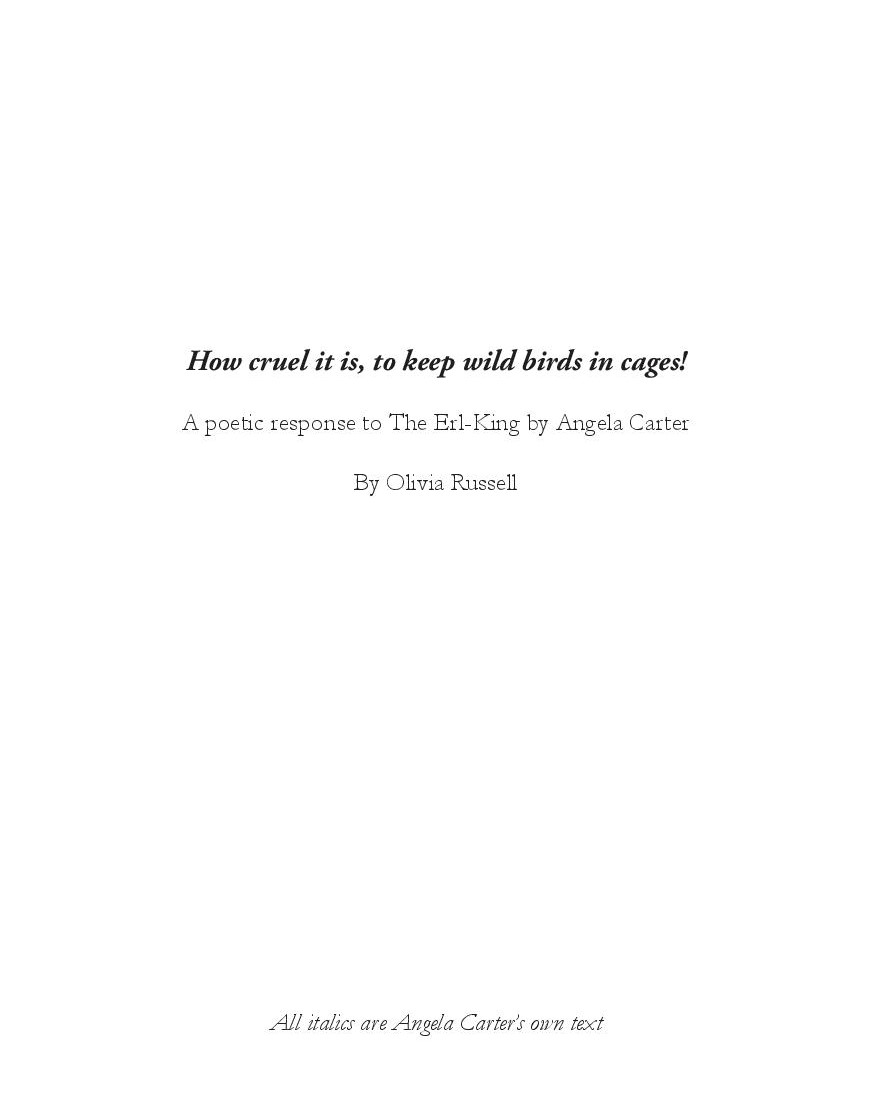 How cruel it is, to keep wild birds in cages!
A poetic response to The Erl-King by Angela Carter
By Olivia Russell
All italics are Angela Carter's own text